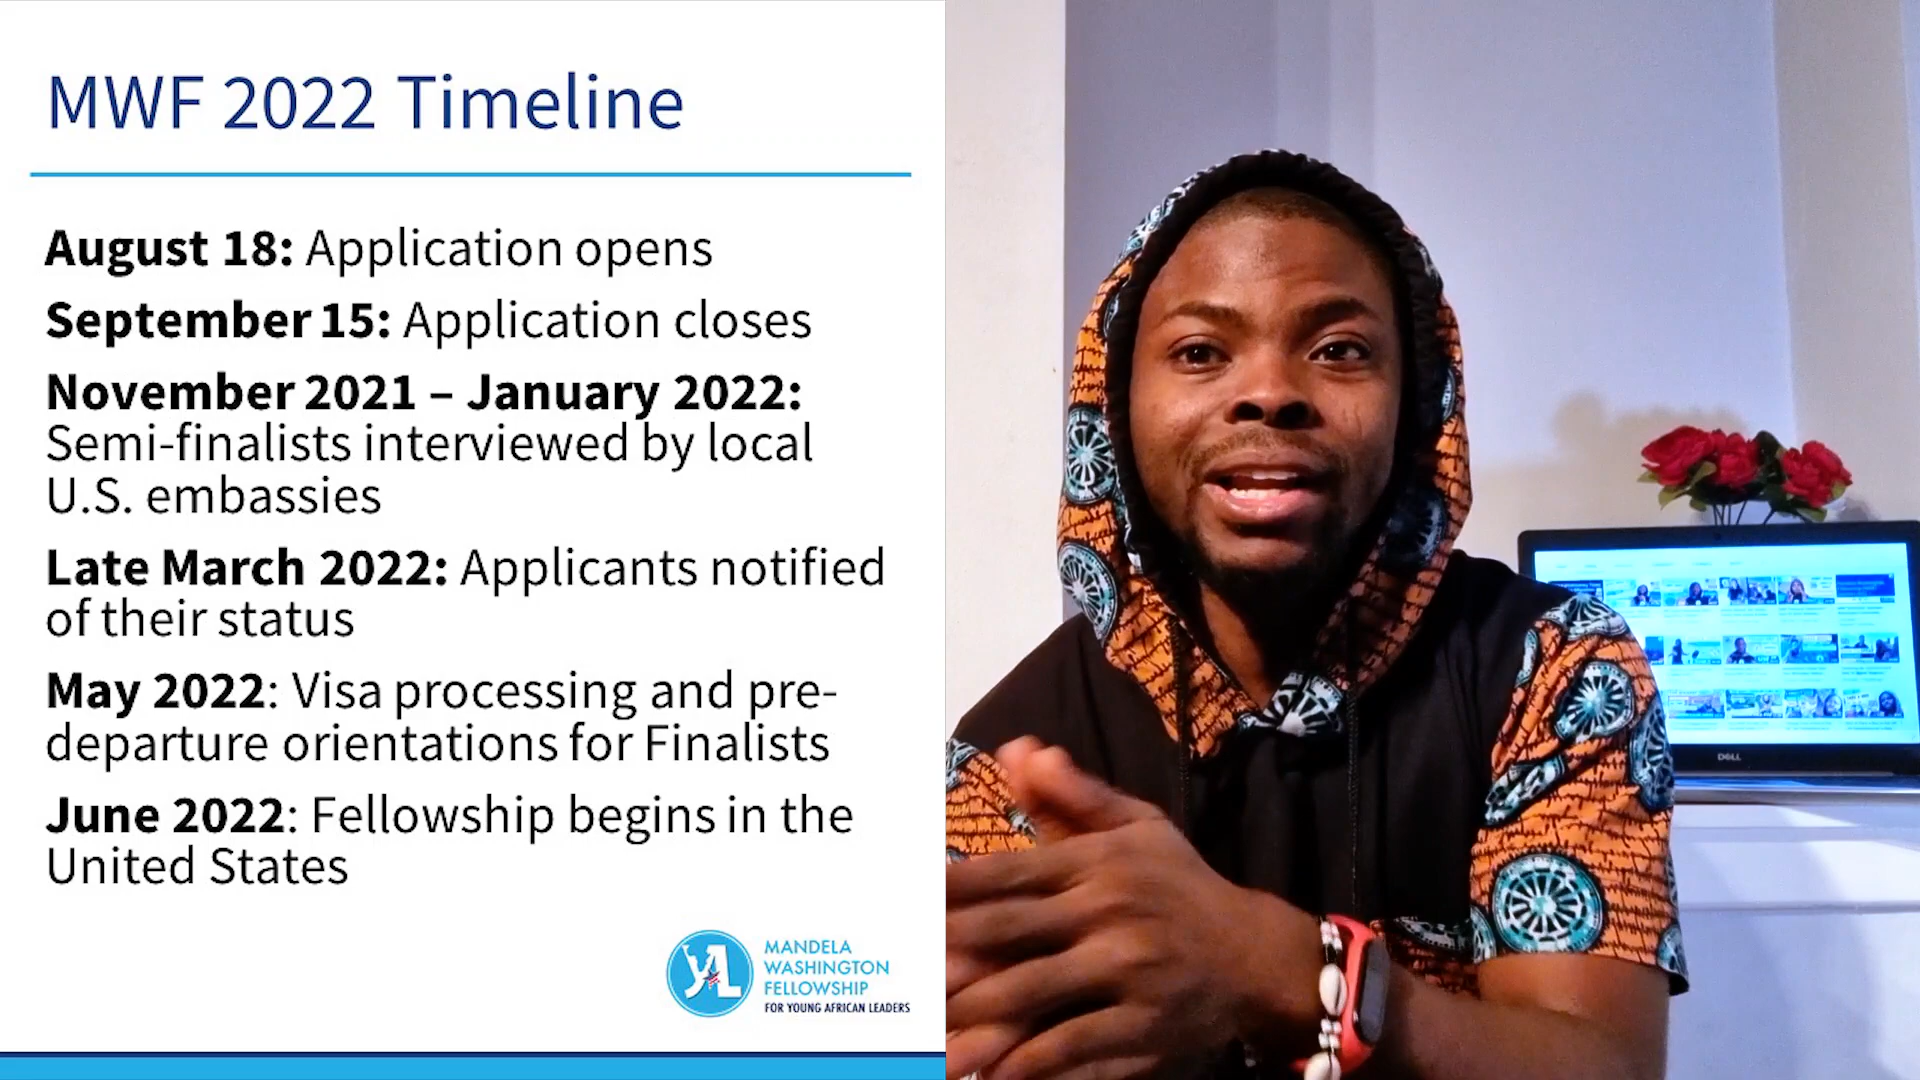 MWF 2022 Timeline
August 18: Application opens
September 15: Application closes
November 2021 – January 2022:
Semi-finalists interviewed by local
U.S. embassies
Late March 2022: Applicants notified
of their status
May 2022: Visa processing and pre-
departure orientations for Finalists
June 2022: Fellowship begins in the
United States
YAL
MANDELA
WASHINGTON
FELLOWSHIP
FOR YOUNG AFRICAN LEADERS
DELL